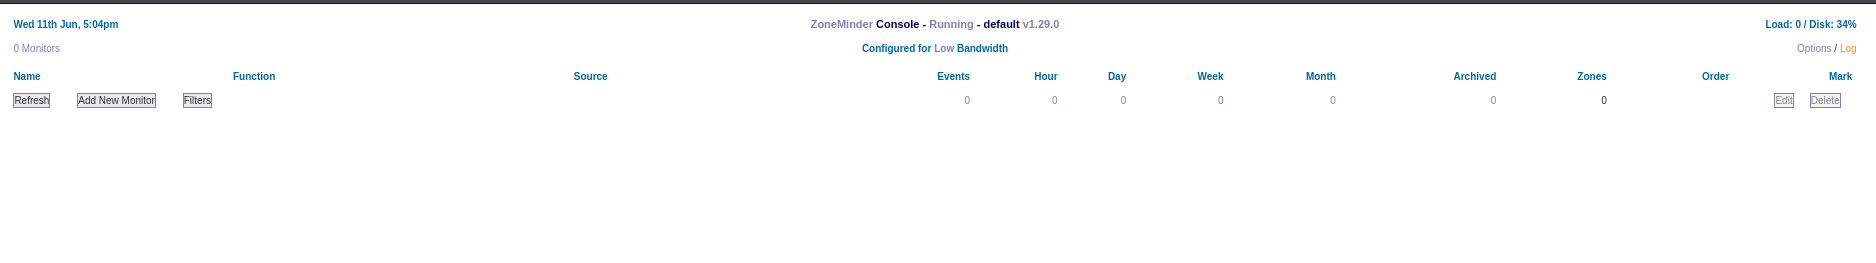 Wed 11th Jun, 5:04pm ZoneMinder Console - Running - default v1.29.0 Load: 0 / Disk: 34%
0 Monitors Configured for Low Bandwidth Options / Log
Name Function Source Events Hour Day Week Month Archived Zones Order Mark
Refresh Add New Monitor Filters 0 0 0 0 0 0 0 Edit Delete